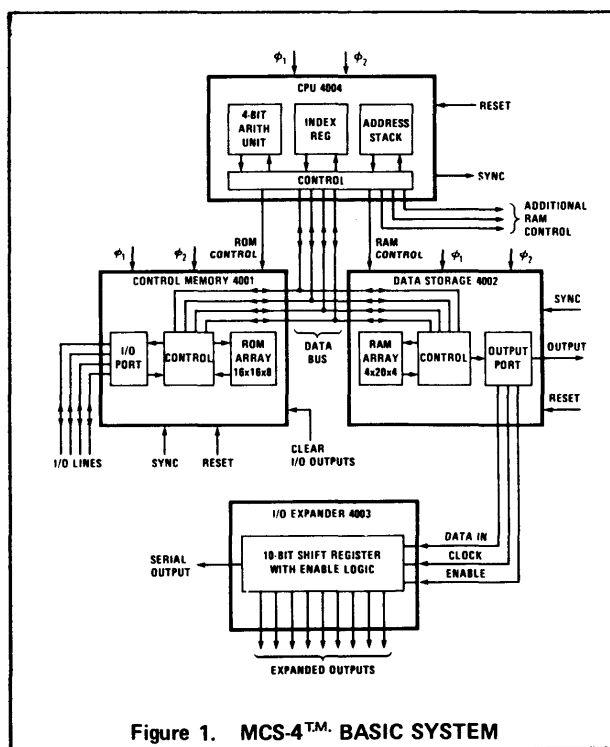 ϕ1 ϕ2
CPU 4004
4-BIT
ARITH
UNIT
INDEX
REG
ADDRESS
STACK
CONTROL
RESET
SYNC
ADDITIONAL
RAM
CONTROL
ROM
CONTROL
RAM
CONTROL
ϕ1 ϕ2
CONTROL MEMORY 4001
I/O
PORT
CONTROL
ROM
ARRAY
16x16x8
I/O LINES
SYNC
RESET
CLEAR
I/O OUTPUTS
DATA
BUS
ϕ1 ϕ2
DATA STORAGE 4002
RAM
ARRAY
4x20x4
CONTROL
OUTPUT
PORT
SYNC
OUTPUT
RESET
I/O EXPANDER 4003
10-BIT SHIFT REGISTER
WITH ENABLE LOGIC
SERIAL
OUTPUT
DATA IN
CLOCK
ENABLE
EXPANDED OUTPUTS
Figure 1. MCS-4T.M. BASIC SYSTEM